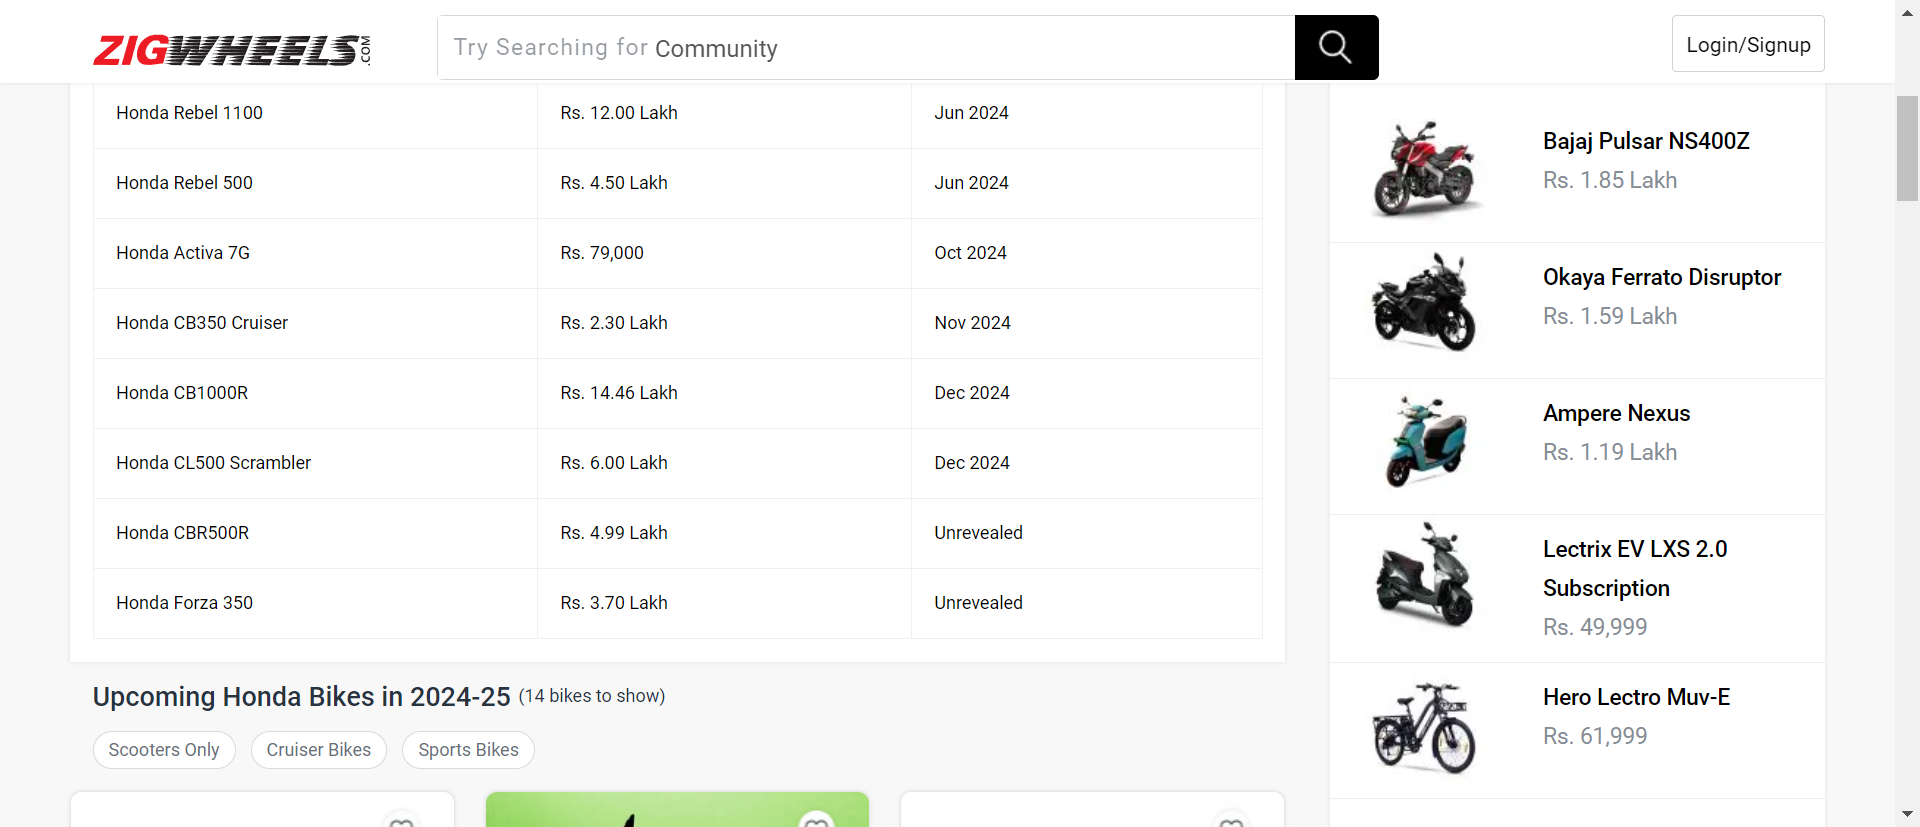 ZIGWHEELS.COM
Try Searching for Community
Login/Signup
Honda Rebel 1100 Rs. 12.00 Lakh Jun 2024
Honda Rebel 500 Rs. 4.50 Lakh Jun 2024
Honda Activa 7G Rs. 79,000 Oct 2024
Honda CB350 Cruiser Rs. 2.30 Lakh Nov 2024
Honda CB1000R Rs. 14.46 Lakh Dec 2024
Honda CL500 Scrambler Rs. 6.00 Lakh Dec 2024
Honda CBR500R Rs. 4.99 Lakh Unrevealed
Honda Forza 350 Rs. 3.70 Lakh Unrevealed
Upcoming Honda Bikes in 2024-25 (14 bikes to show)
Scooters Only Cruiser Bikes Sports Bikes
Bajaj Pulsar NS400Z
Rs. 1.85 Lakh
Okaya Ferrato Disruptor
Rs. 1.59 Lakh
Ampere Nexus
Rs. 1.19 Lakh
Lectrix EV LXS 2.0
Subscription
Rs. 49,999
Hero Lectro Muv-E
Rs. 61,999